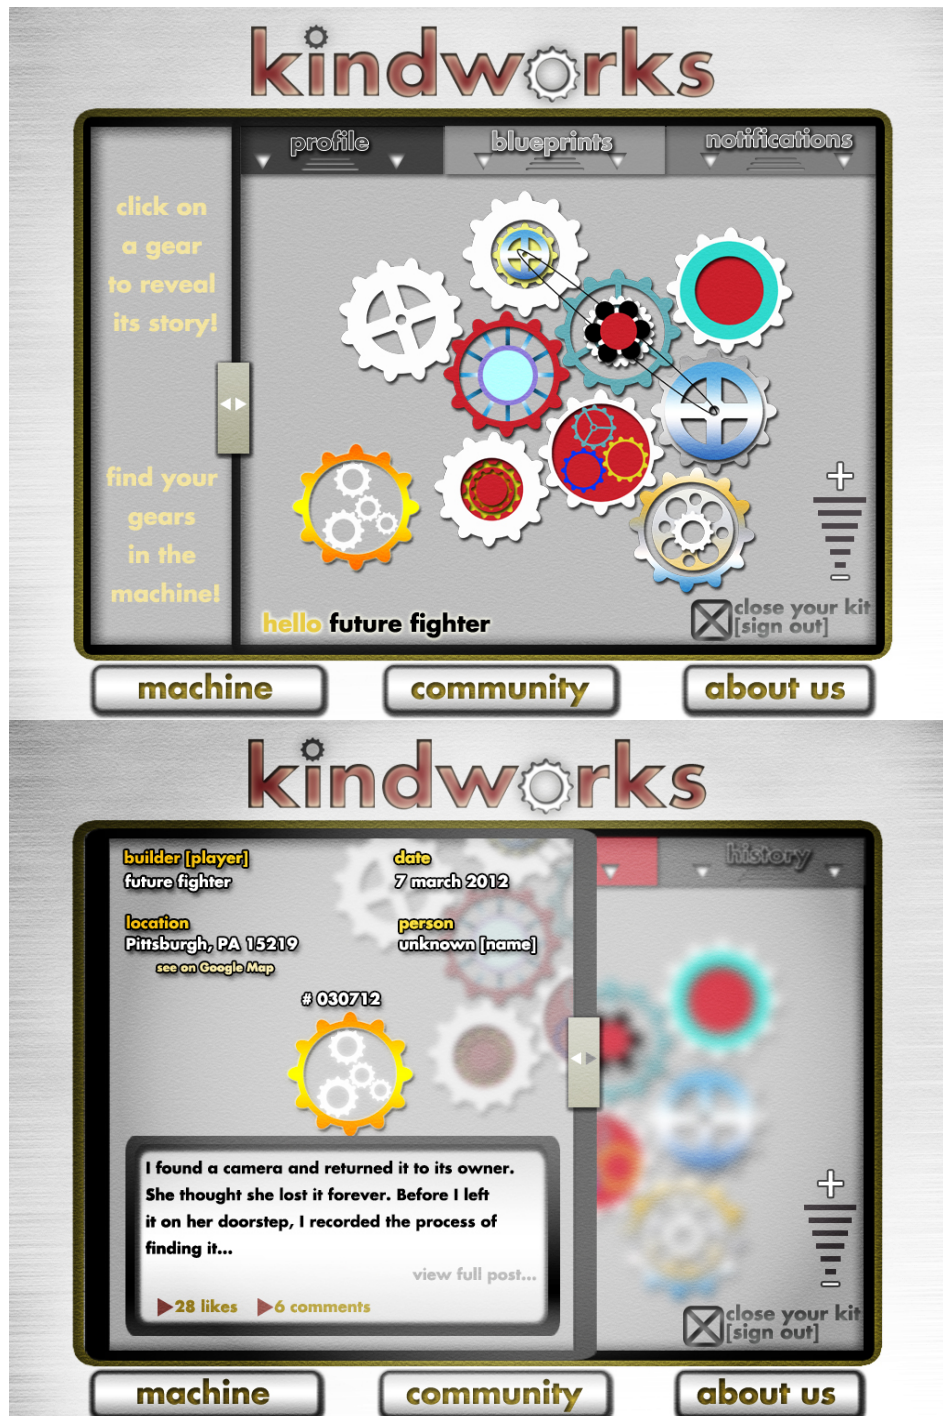 kindworks
profile
blueprints
notifications
click on
a gear
to reveal
its story!
find your
gears
in the
machine!
+
-
hello future fighter
close your kit
[sign out]
machine
community
about us
kindworks
builder [player]
future fighter
date
7 march 2012
history
location
Pittsburgh, PA 15219
see on Google Map
person
unknown [name]
# 030712
I found a camera and returned it to its owner.
She thought she lost it forever. Before I left
it on her doorstep, I recorded the process of
finding it...
view full post...
28 likes
6 comments
+
-
close your kit
[sign out]
machine
community
about us